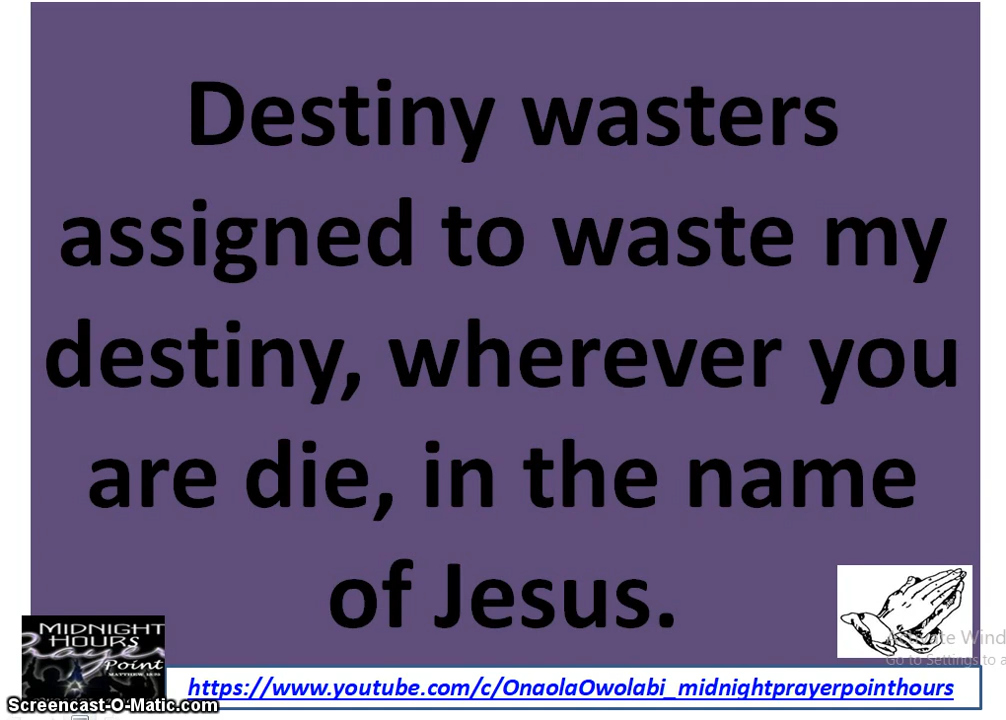 Destiny wasters
assigned to waste my
destiny, wherever you
are die, in the name
of Jesus.
MIDNIGHT
HOURS
Prayer
Point
https://www.youtube.com/c/OnaolaOwolabi_midnightprayerpointhours
Screencast-O-Matic.com